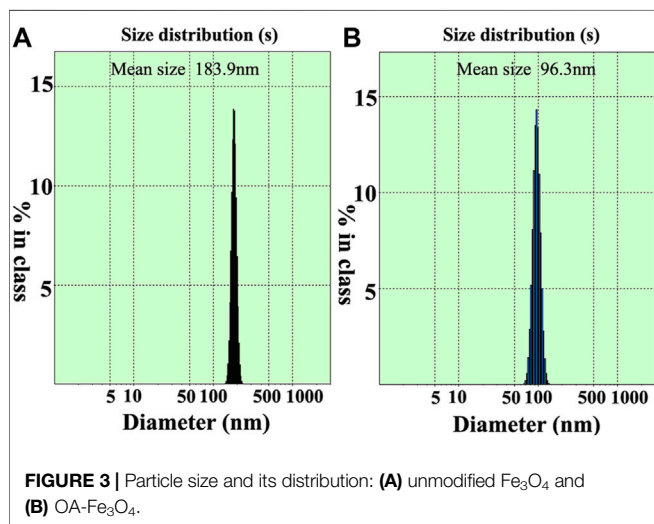 A
Size distribution (s)
Mean size 183.9nm
15
10
5
% in class
5 10 50 100 500 1000
Diameter (nm)
B
Size distribution (s)
Mean size 96.3nm
15
10
5
% in class
5 10 50 100 500 1000
Diameter (nm)
FIGURE 3 | Particle size and its distribution: (A) unmodified Fe₃O₄ and
(B) OA-Fe₃O₄.